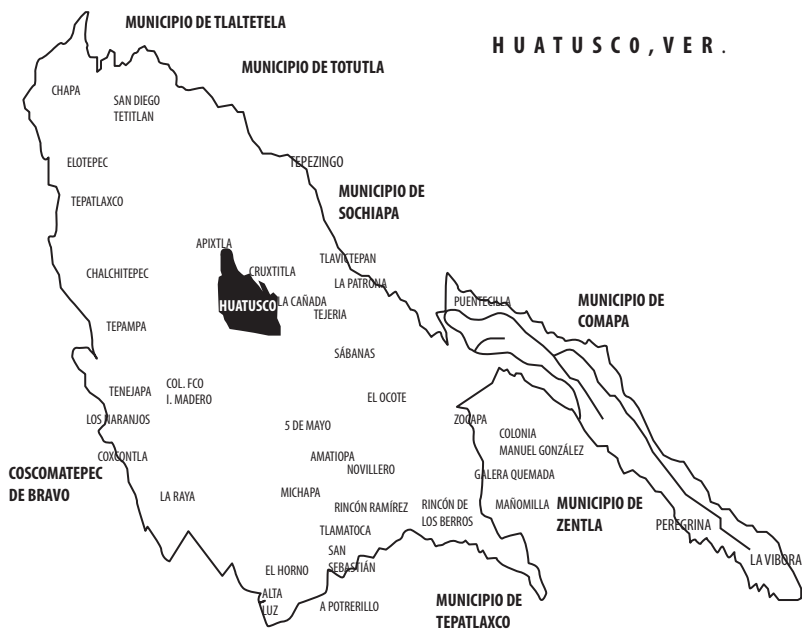 MUNICIPIO DE TLALTETELA
HUATUSCO, VER.
MUNICIPIO DE TOTUTLA
CHAPA
SAN DIEGO
TETITLAN
ELOTEPEC
TEPEZINGO
TEPATLAXCO
MUNICIPIO DE
SOCHIAPA
APIXTLA
TLAVICTEPAN
CHALCHITEPEC
CRUXTITLA
LA PATRONA
HUATUSCO
LA CAÑADA
TEJERIA
PUENTECILLA
MUNICIPIO DE
COMAPA
TEPAMPA
SÁBANAS
TENEJAPA
COL. FCO
I. MADERO
EL OCOTE
LOS NARANJOS
5 DE MAYO
ZOCAPA
COLONIA
MANUEL GONZÁLEZ
COXCONTLA
AMATIOPA
NOVILLERO
COSCOMATEPEC
DE BRAVO
GALERA QUEMADA
LA RAYA
MICHAPA
RINCÓN RAMÍREZ
RINCÓN DE
LOS BERROS
MAÑOMILLA
MUNICIPIO DE
ZENTLA
PEREGRINA
TLAMATOCA
SAN
SEBASTIÁN
LA VIBORA
EL HORNO
ALTA
LUZ
A POTRERILLO
MUNICIPIO DE
TEPATLAXCO